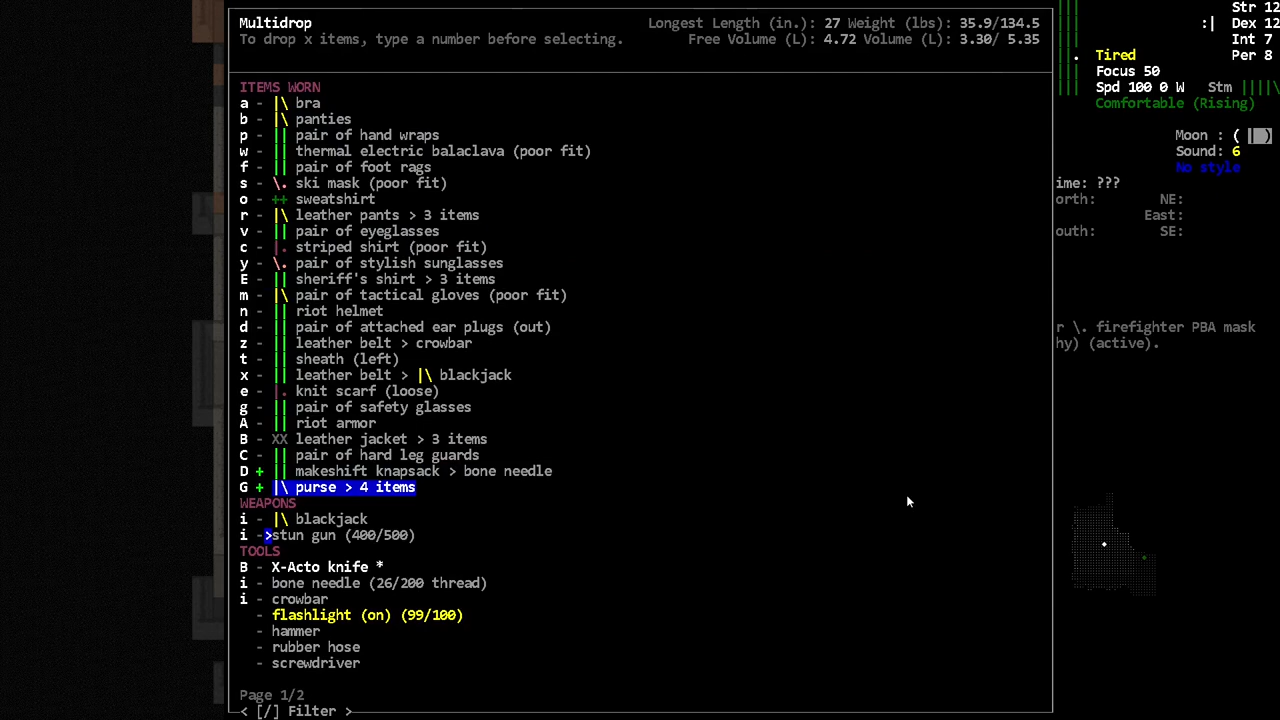 Multidrop Longest Length (in.): 27 Weight (lbs): 35.9/134.5
To drop x items, type a number before selecting. Free Volume (L): 4.72 Volume (L): 3.30/ 5.35
ITEMS WORN
a - |\ bra
b - |\ panties
p - || pair of hand wraps
w - || thermal electric balaclava (poor fit)
f - || pair of foot rags
s - \. ski mask (poor fit)
o - ++ sweatshirt
r - |\ leather pants > 3 items
v - || pair of eyeglasses
c - |. striped shirt (poor fit)
y - \. pair of stylish sunglasses
E - || sheriff's shirt > 3 items
m - |\ pair of tactical gloves (poor fit)
n - || riot helmet
d - || pair of attached ear plugs (out)
z - || leather belt > crowbar
t - || sheath (left)
x - || leather belt > |\ blackjack
e - |. knit scarf (loose)
g - || pair of safety glasses
A - || riot armor
B - XX leather jacket > 3 items
C - || pair of hard leg guards
D + || makeshift knapsack > bone needle
G + |\ purse > 4 items
WEAPONS
i - |\ blackjack
i - >stun gun (400/500)
TOOLS
B - X-Acto knife *
i - bone needle (26/200 thread)
i - crowbar
- flashlight (on) (99/100)
- hammer
- rubber hose
- screwdriver
Page 1/2
< [/] Filter >
Str 12
:| Dex 12
Int 7
. Tired Per 8
Focus 50
Spd 100 0 W Stm ||||\
Comfortable (Rising)
Moon : ( | )
Sound: 6
No style
ime: ???
orth: NE:
East:
outh: SE:
r \. firefighter PBA mask
hy) (active).